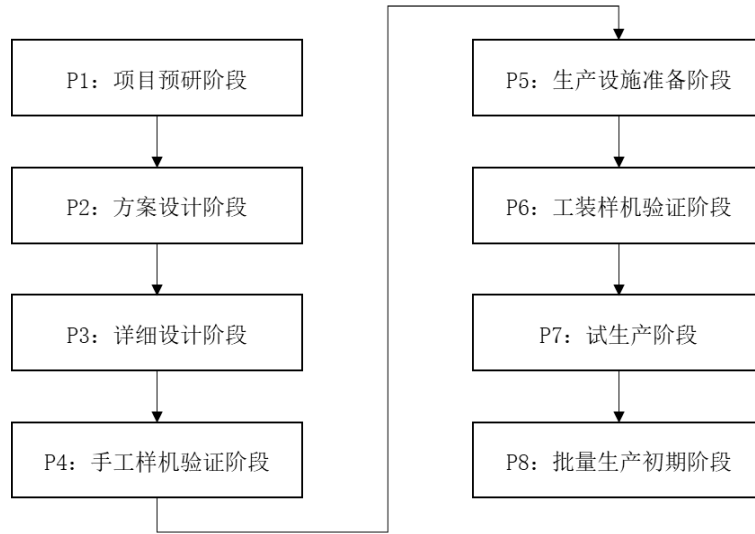 P1：项目预研阶段
P2：方案设计阶段
P3：详细设计阶段
P4：手工样机验证阶段
P5：生产设施准备阶段
P6：工装样机验证阶段
P7：试生产阶段
P8：批量生产初期阶段